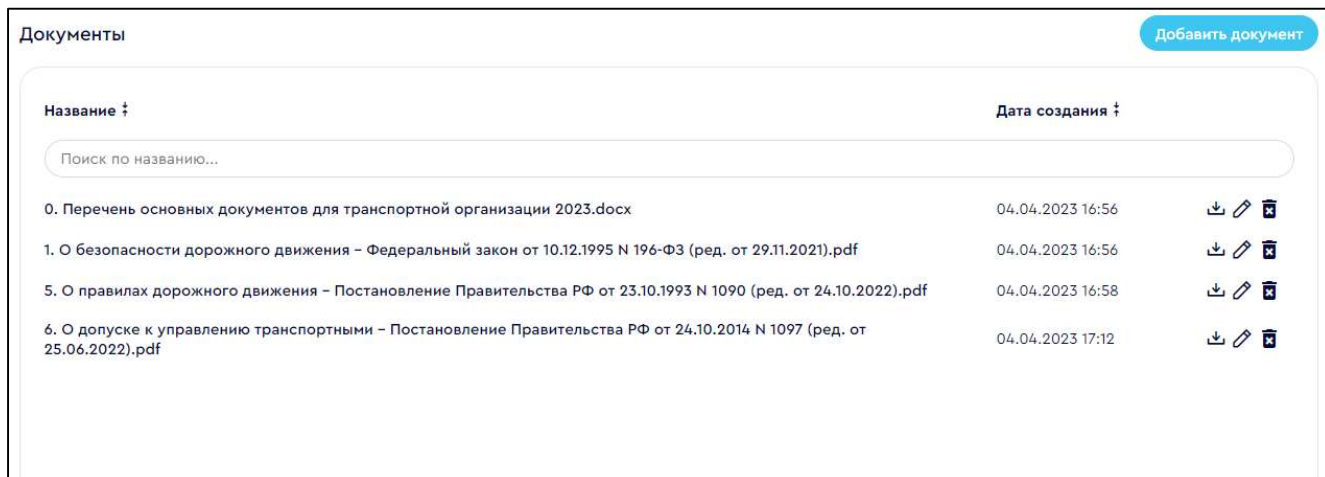 Документы
Добавить документ
Название
Дата создания
Поиск по названию...
0. Перечень основных документов для транспортной организации 2023.docx
04.04.2023 16:56
1. О безопасности дорожного движения – Федеральный закон от 10.12.1995 N 196-ФЗ (ред. от 29.11.2021).pdf
04.04.2023 16:56
5. О правилах дорожного движения – Постановление Правительства РФ от 23.10.1993 N 1090 (ред. от 24.10.2022).pdf
04.04.2023 16:58
6. О допуске к управлению транспортными – Постановление Правительства РФ от 24.10.2014 N 1097 (ред. от
25.06.2022).pdf
04.04.2023 17:12